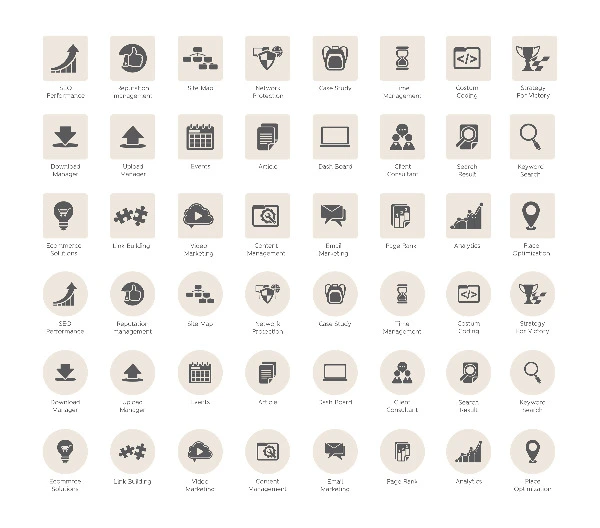 SEO
Performance
Reputation
management
Site Map
Network
Protection
Case Study
Time
Management
Costum
Coding
Strategy
For Victory
Download
Manager
Upload
Manager
Events
Article
Dash Board
Client
Consultant
Search
Result
Keyword
Search
Ecommerce
Solutions
Link Building
Video
Marketing
Content
Management
Email
Marketing
Page Rank
Analytics
Place
Optimization
SEO
Performance
Reputation
management
Site Map
Network
Protection
Case Study
Time
Management
Costum
Coding
Strategy
For Victory
Download
Manager
Upload
Manager
Events
Article
Dash Board
Client
Consultant
Search
Result
Keyword
Search
Ecommrce
Solutions
Link Building
Video
Marketing
Content
Management
Email
Marketing
Page Rank
Analytics
Place
Optimization